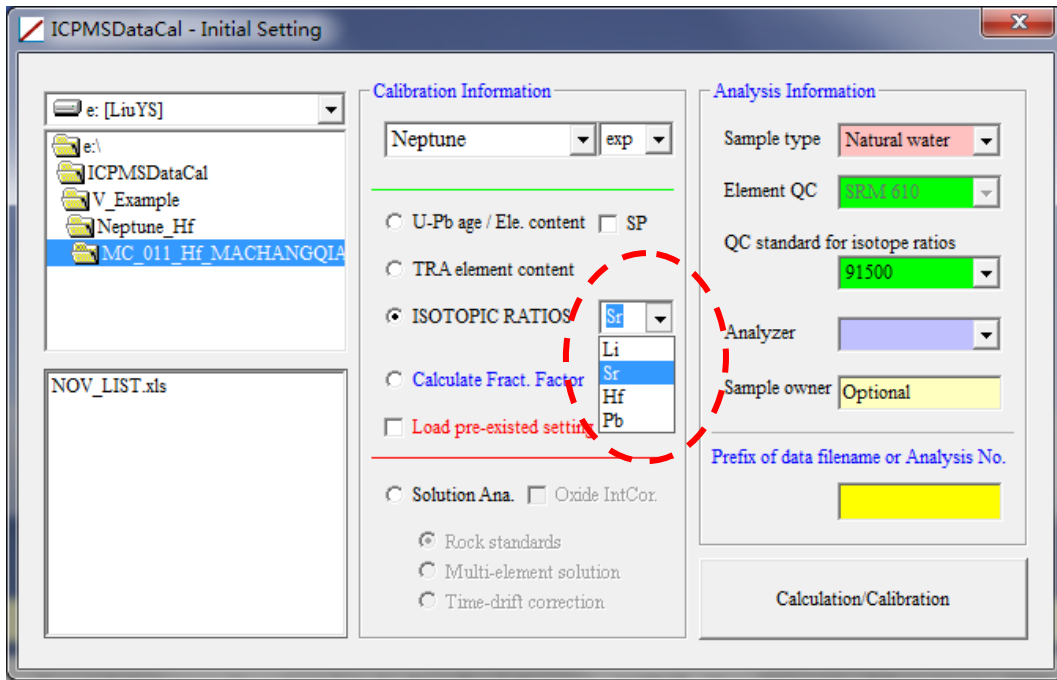 ICPMSDataCal - Initial Setting
e: [LiuYS]
e:\
ICPMSDataCal
V_Example
Neptune_Hf
MC_011_Hf_MACHANGQIA
NOV_LIST.xls
Calibration Information
Neptune
exp
U-Pb age / Ele. content
SP
TRA element content
ISOTOPIC RATIOS
Sr
Li
Sr
Hf
Pb
Calculate Fract. Factor
Load pre-existed setting
Solution Ana.
Oxide IntCor.
Rock standards
Multi-element solution
Time-drift correction
Analysis Information
Sample type
Natural water
Element QC
SRM 610
QC standard for isotope ratios
91500
Analyzer
Sample owner
Optional
Prefix of data filename or Analysis No.
Calculation/Calibration